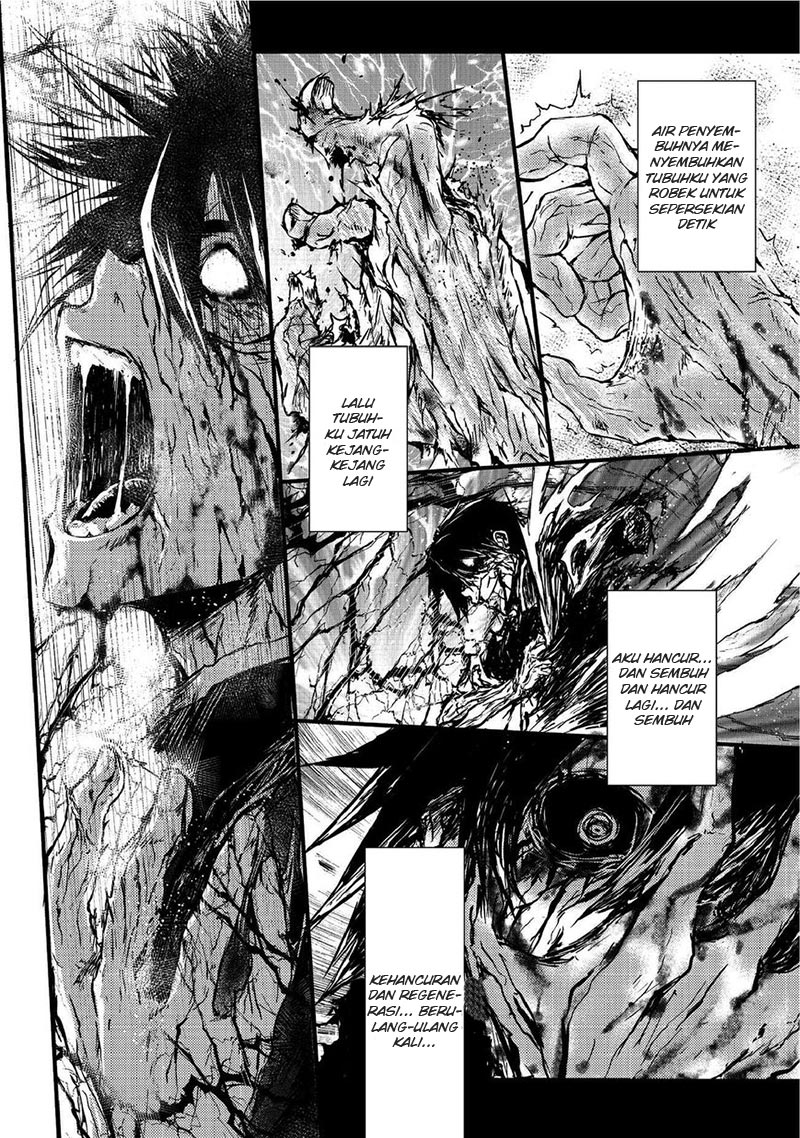 AIR PENYEM-
BUHNYA ME-
NYEMBUHKAN
TUBUHKU YANG
ROBEK UNTUK
SEPERSEKIAN
DETIK
LALU
TUBUH-
KU JATUH
KEJANG-
KEJANG
LAGI
AKU HANCUR...
DAN SEMBUH
DAN HANCUR
LAGI... DAN
SEMBUH
KEHANCURAN
DAN REGENE-
RASI... BERU-
LANG-ULANG
KALI...